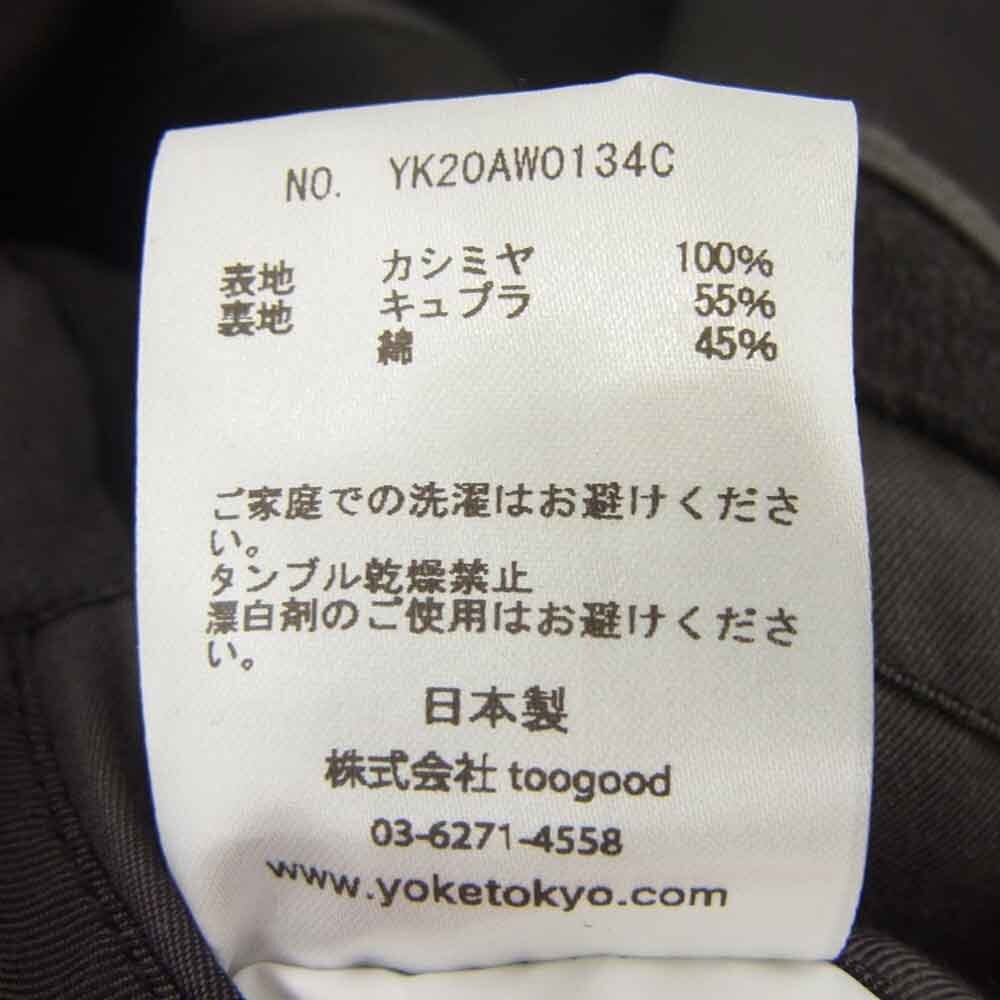 NO. YK20AW0134C
表地 カシミヤ 100%
裏地 キュプラ 55%
綿 45%
ご家庭での洗濯はお避けくださ
い。
タンブル乾燥禁止
漂白剤のご使用はお避けくださ
い。
日本製
株式会社 toogood
03-6271-4558
www.yoketokyo.com